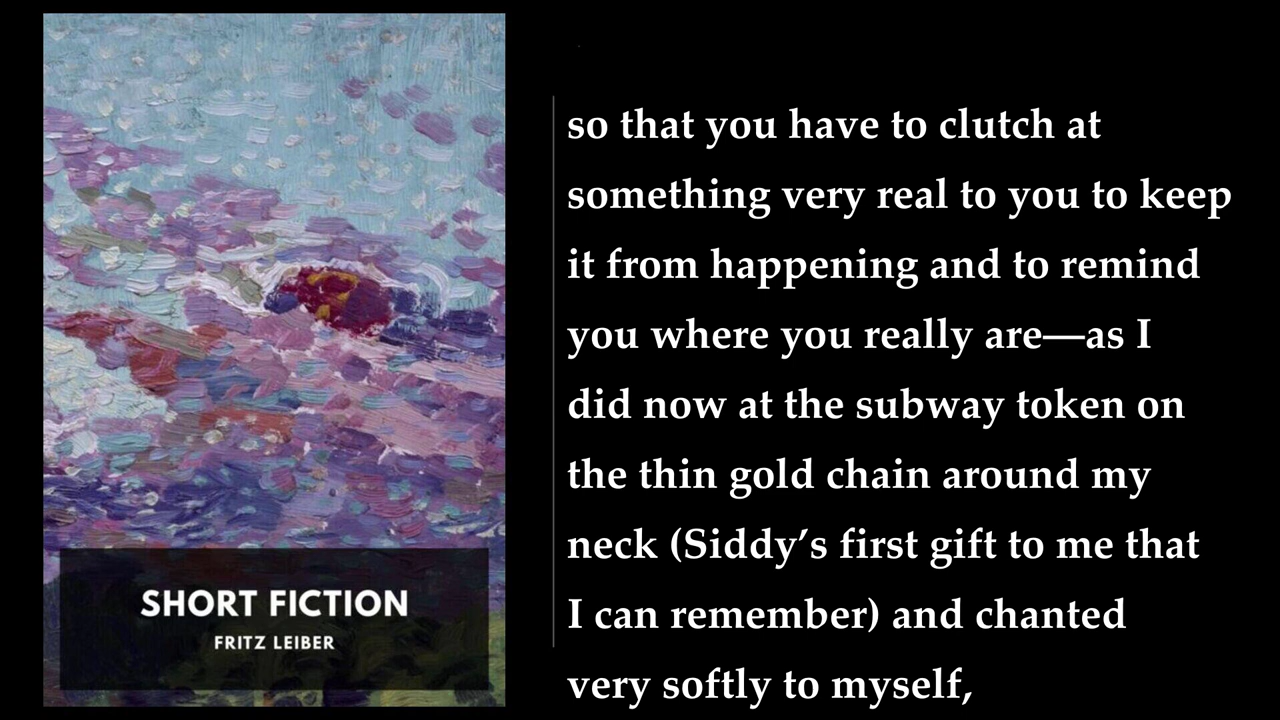 SHORT FICTION
FRITZ LEIBER
so that you have to clutch at
something very real to you to keep
it from happening and to remind
you where you really are—as I
did now at the subway token on
the thin gold chain around my
neck (Siddy’s first gift to me that
I can remember) and chanted
very softly to myself,